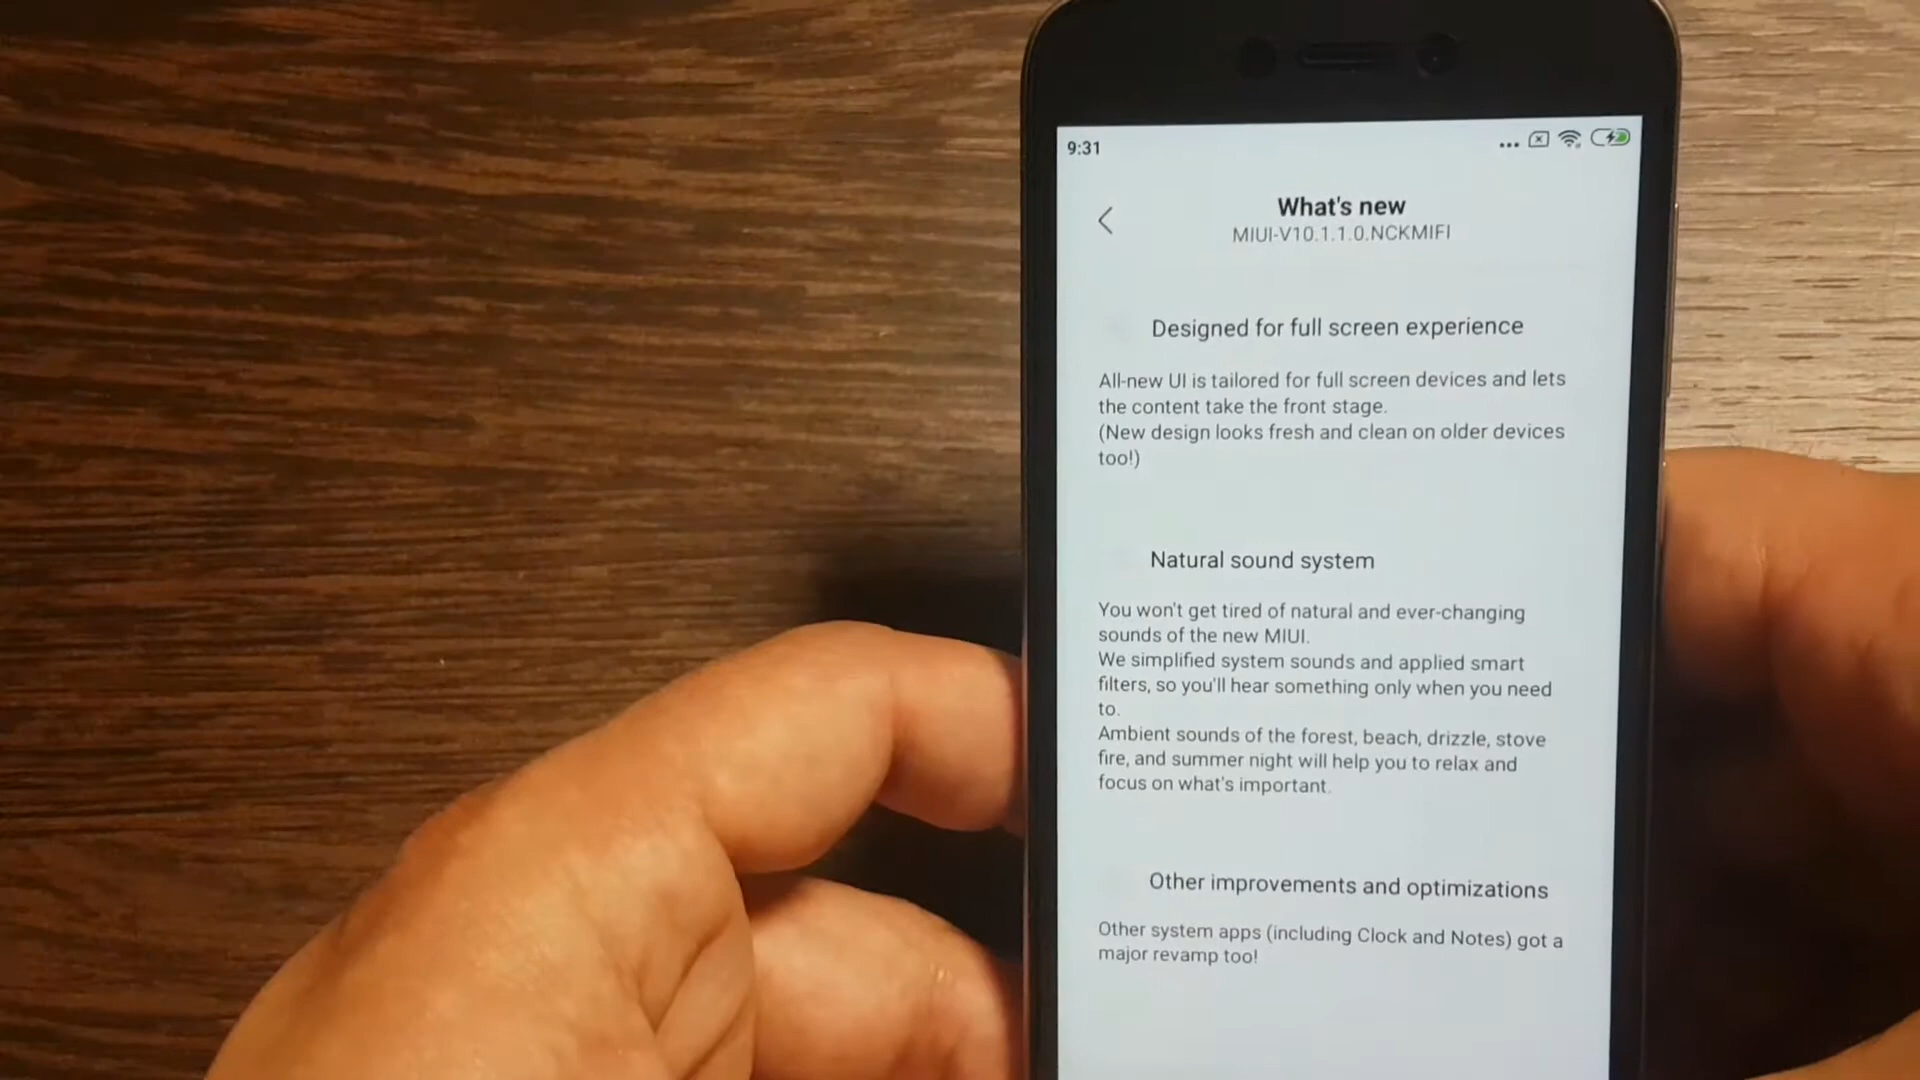 9:31
What's new
MIUI-V10.1.1.0.NCKMIFI
Designed for full screen experience
All-new UI is tailored for full screen devices and lets
the content take the front stage.
(New design looks fresh and clean on older devices
too!)
Natural sound system
You won't get tired of natural and ever-changing
sounds of the new MIUI.
We simplified system sounds and applied smart
filters, so you'll hear something only when you need
to.
Ambient sounds of the forest, beach, drizzle, stove
fire, and summer night will help you to relax and
focus on what's important.
Other improvements and optimizations
Other system apps (including Clock and Notes) got a
major revamp too!